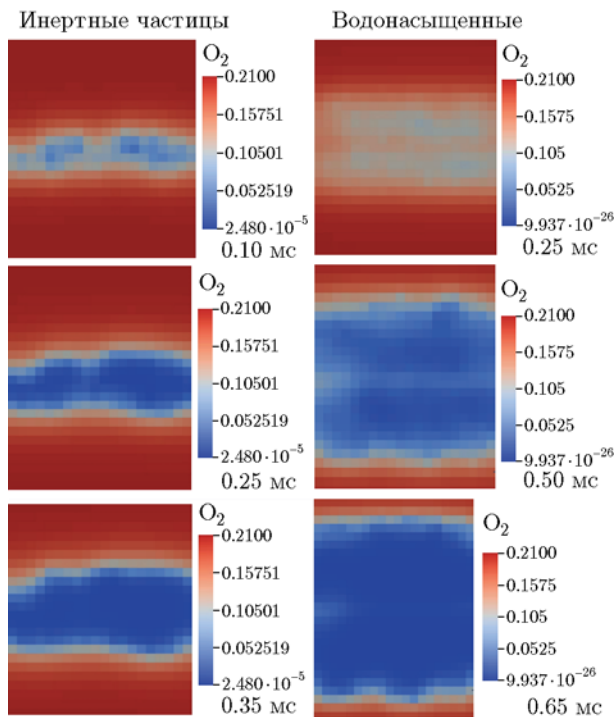 Инертные частицы
Водонасыщенные
O₂
0.2100
0.15751
0.10501
0.052519
2.480·10⁻⁵
0.10 мс
O₂
0.2100
0.1575
0.105
0.0525
9.937·10⁻²⁶
0.25 мс
O₂
0.2100
0.15751
0.10501
0.052519
2.480·10⁻⁵
0.25 мс
O₂
0.2100
0.1575
0.105
0.0525
9.937·10⁻²⁶
0.50 мс
O₂
0.2100
0.15751
0.10501
0.052519
2.480·10⁻⁵
0.35 мс
O₂
0.2100
0.1575
0.105
0.0525
9.937·10⁻²⁶
0.65 мс